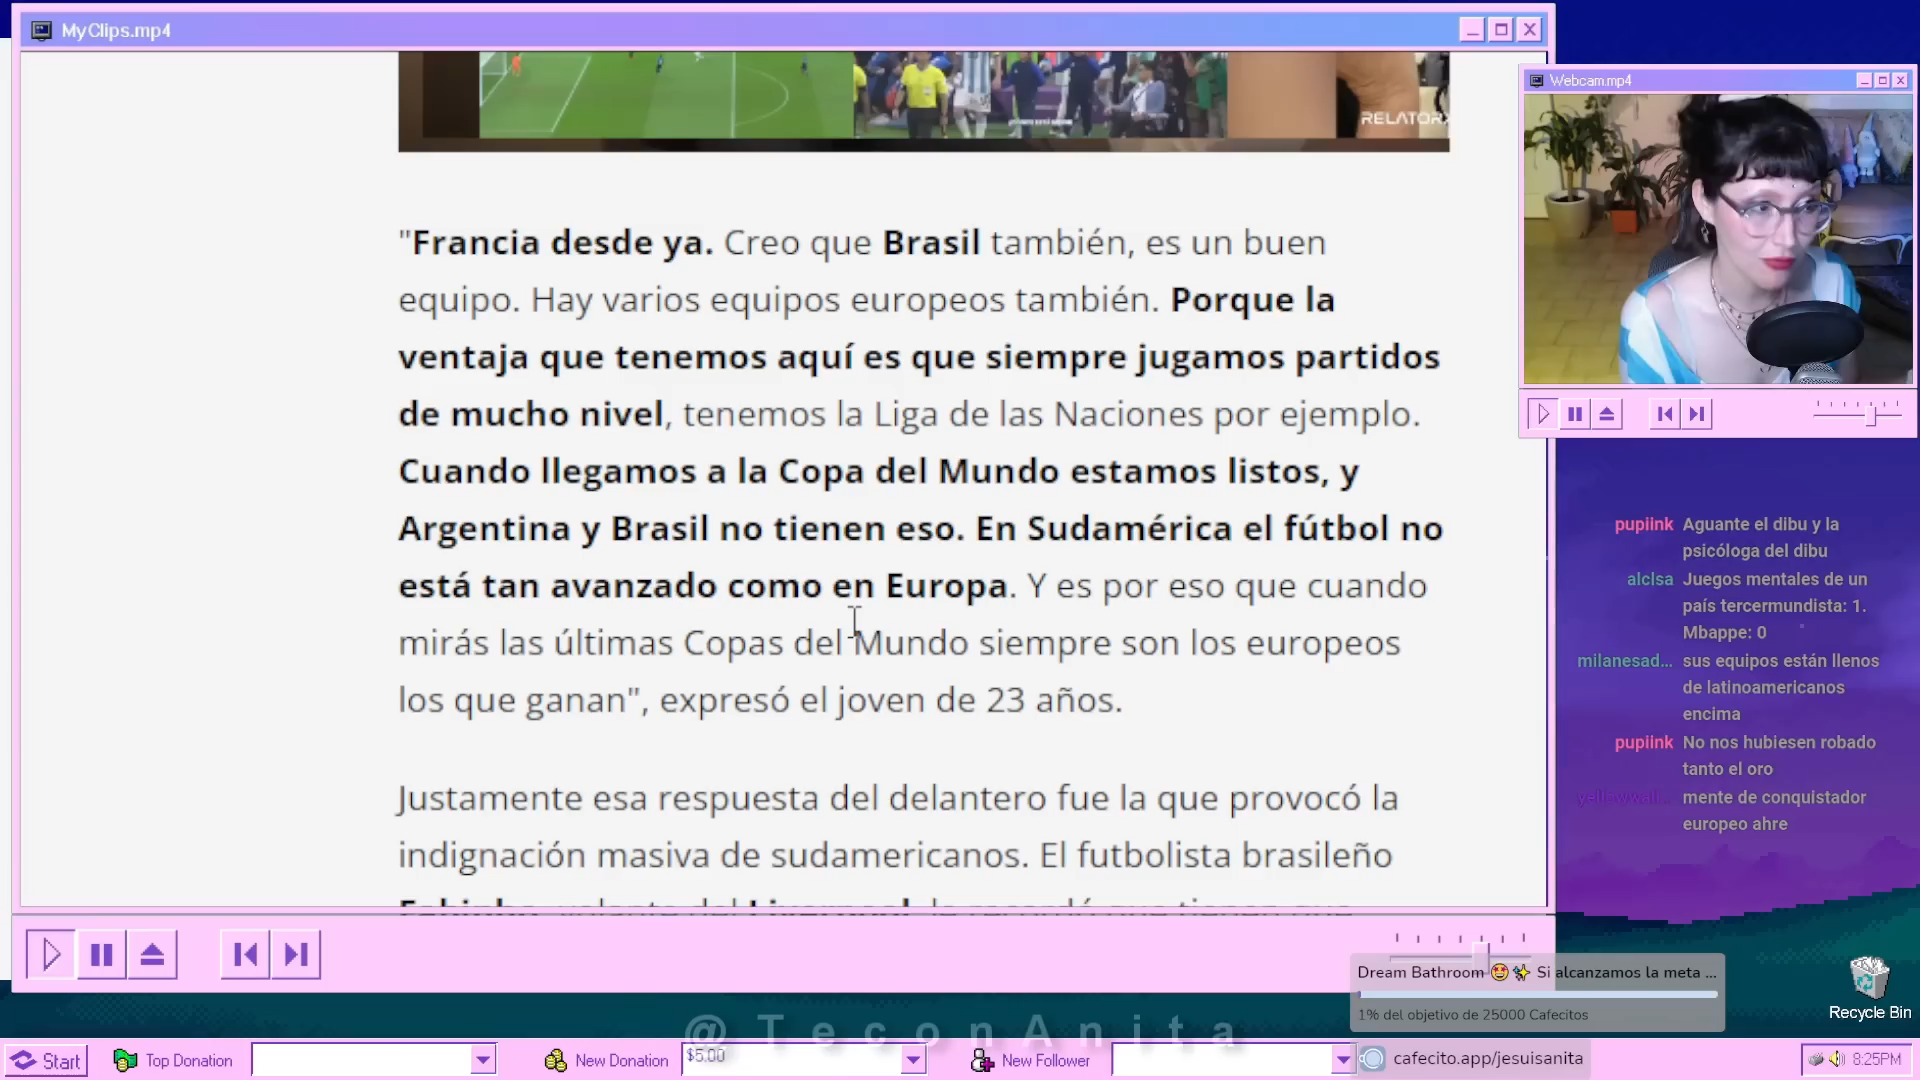 MyClips.mp4
RELATOR
"Francia desde ya. Creo que Brasil también, es un buen
equipo. Hay varios equipos europeos también. Porque la
ventaja que tenemos aquí es que siempre jugamos partidos
de mucho nivel, tenemos la Liga de las Naciones por ejemplo.
Cuando llegamos a la Copa del Mundo estamos listos, y
Argentina y Brasil no tienen eso. En Sudamérica el fútbol no
está tan avanzado como en Europa. Y es por eso que cuando
mirás las últimas Copas del Mundo siempre son los europeos
los que ganan", expresó el joven de 23 años.
Justamente esa respuesta del delantero fue la que provocó la
indignación masiva de sudamericanos. El futbolista brasileño
Webcam.mp4
pupiink Aguante el dibu y la
psicóloga del dibu
alclsa Juegos mentales de un
país tercermundista: 1.
Mbappe: 0
milanesad... sus equipos están llenos
de latinoamericanos
encima
pupiink No nos hubiesen robado
tanto el oro
mente de conquistador
europeo ahre
Dream Bathroom 🤩✨ Si alcanzamos la meta ...
1% del objetivo de 25000 Cafecitos
Recycle Bin
@TeconAnita
Start
Top Donation
New Donation
$5.00
New Follower
cafecito.app/jesuisanita
8:25PM